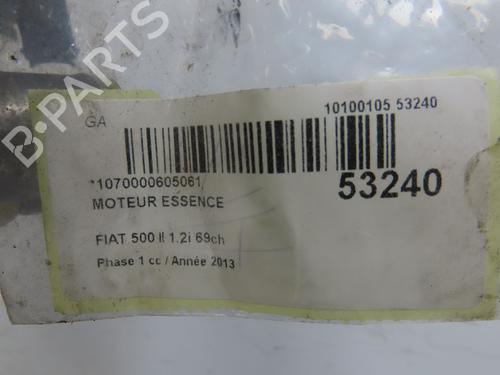 B-PARTS
GA
10100105 53240
*1070000605061
53240
MOTEUR ESSENCE
FIAT 500 II 1.2i 69ch
Phase 1 cc / Année 2013